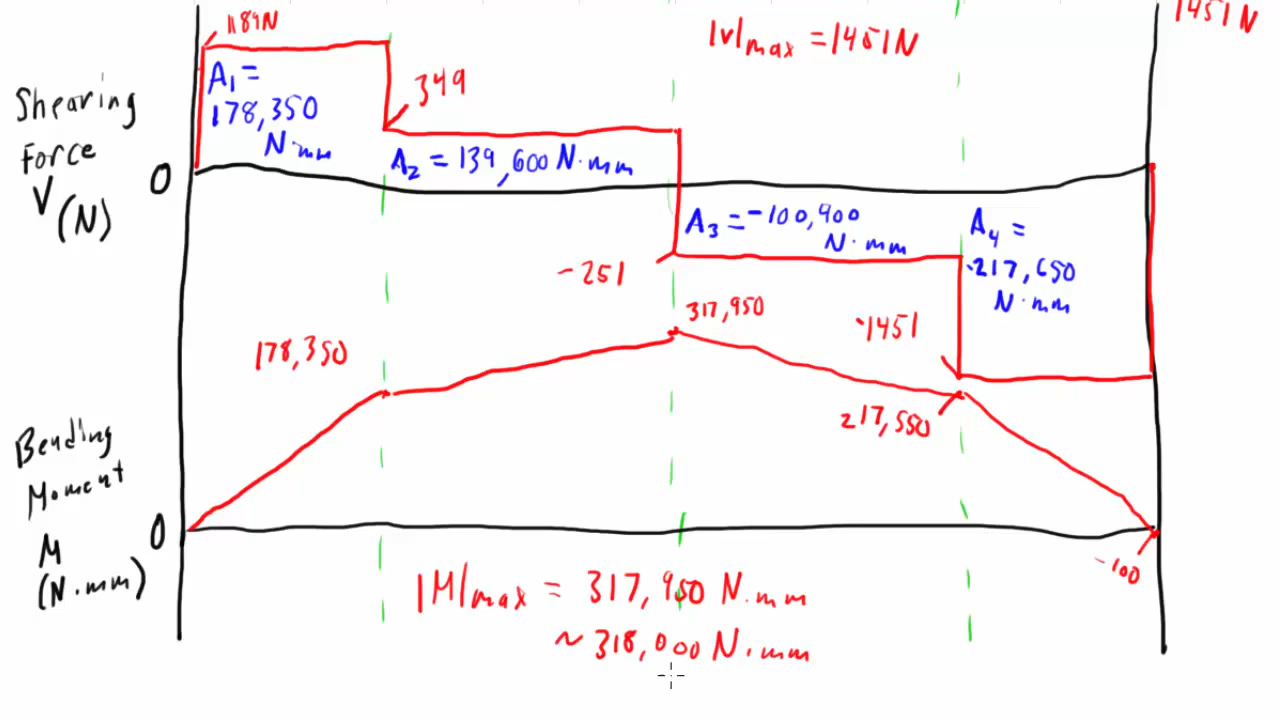 1184N
1451N
|V|max = 1451N
Shearing
Force
V
(N)
0
A1 =
178,350
N·mm
349
A2 = 139,600 N·mm
A3 = -100,400
N·mm
A4 =
-217,650
N·mm
-251
317,950
-1451
178,350
217,550
Bending
Moment
M
(N·mm)
0
-100
|M|max = 317,950 N·mm
~ 318,000 N·mm